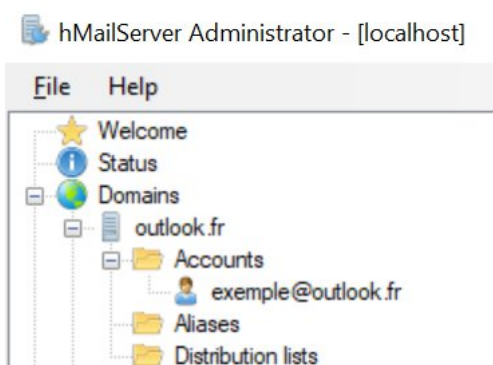 hMailServer Administrator - [localhost]
File Help
Welcome
Status
Domains
outlook.fr
Accounts
exemple@outlook.fr
Aliases
Distribution lists